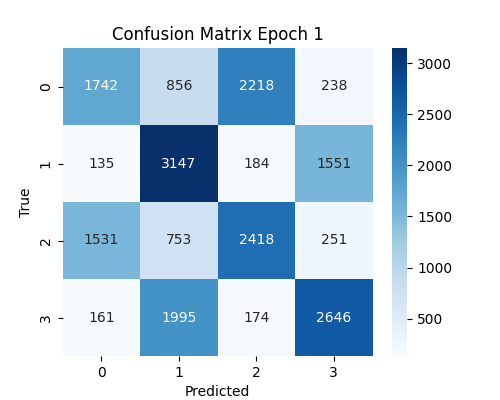 Confusion Matrix Epoch 1
True
0 1742 856 2218 238
1 135 3147 184 1551
2 1531 753 2418 251
3 161 1995 174 2646
0 1 2 3
Predicted
3000
2500
2000
1500
1000
500